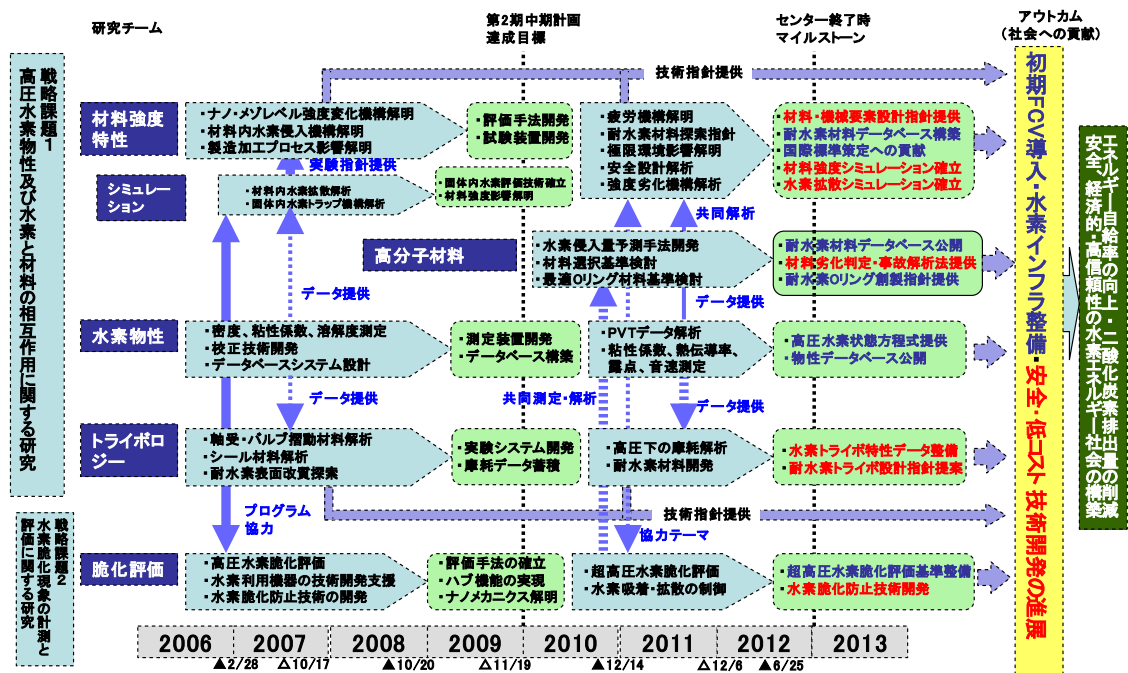 研究チーム
第2期中期計画
達成目標
センター終了時
マイルストーン
アウトカム
(社会への貢献)
戦略課題1
高圧水素物性及び水素と材料の相互作用に関する研究
技術指針提供
材料強度
特性
・ナノ・メゾレベル強度変化機構解明
・材料内水素侵入機構解明
・製造加工プロセス影響解明
・評価手法開発
・試験装置開発
・疲労機構解明
・耐水素材料探索指針
・極限環境影響解明
・安全設計解析
・強度劣化機構解析
・材料・機械要素設計指針提供
・耐水素材料データベース構築
・国際標準策定への貢献
・材料強度シミュレーション確立
・水素拡散シミュレーション確立
実験指針提供
シミュレー
ション
・材料内水素拡散解析
・固体内水素トラップ機構解析
・固体内水素評価技術確立
・材料強度影響解明
共同解析
高分子材料
・水素侵入量予測手法開発
・材料選択基準検討
・最適Oリング材料基準検討
・耐水素材料データベース公開
・材料劣化判定・事故解析法提供
・耐水素Oリング創製指針提供
データ提供
データ提供
水素物性
・密度、粘性係数、溶解度測定
・校正技術開発
・データベースシステム設計
・測定装置開発
・データベース構築
・PVTデータ解析
・粘性係数、熱伝導率、
露点、音速測定
・高圧水素状態方程式提供
・物性データベース公開
データ提供
共同測定・解析
データ提供
トライボロ
ジー
・軸受・バルブ摺動材料解析
・シール材料解析
・耐水素表面改質探索
・実験システム開発
・摩耗データ蓄積
・高圧下の摩耗解析
・耐水素材料開発
・水素トライボ特性データ整備
・耐水素トライボ設計指針提案
プログラム
協力
技術指針提供
協力テーマ
戦略課題2
水素脆化現象の計測と
評価に関する研究
脆化評価
・高圧水素脆化評価
・水素利用機器の技術開発支援
・水素脆化防止技術の開発
・評価手法の確立
・ハブ機能の実現
・ナノメカニクス解明
・超高圧水素脆化評価
・水素吸着・拡散の制御
・超高圧水素脆化評価基準整備
・水素脆化防止技術開発
初期FCV導入・水素インフラ整備・安全・低コスト技術開発の進展
エネルギー自給率の向上・二酸化炭素排出量の削減
安全、経済的・高信頼性の水素エネルギー社会の構築
2006 2007 2008 2009 2010 2011 2012 2013
▲2/28 △10/17 ▲10/20 △11/19 ▲12/14 △12/6 ▲6/25